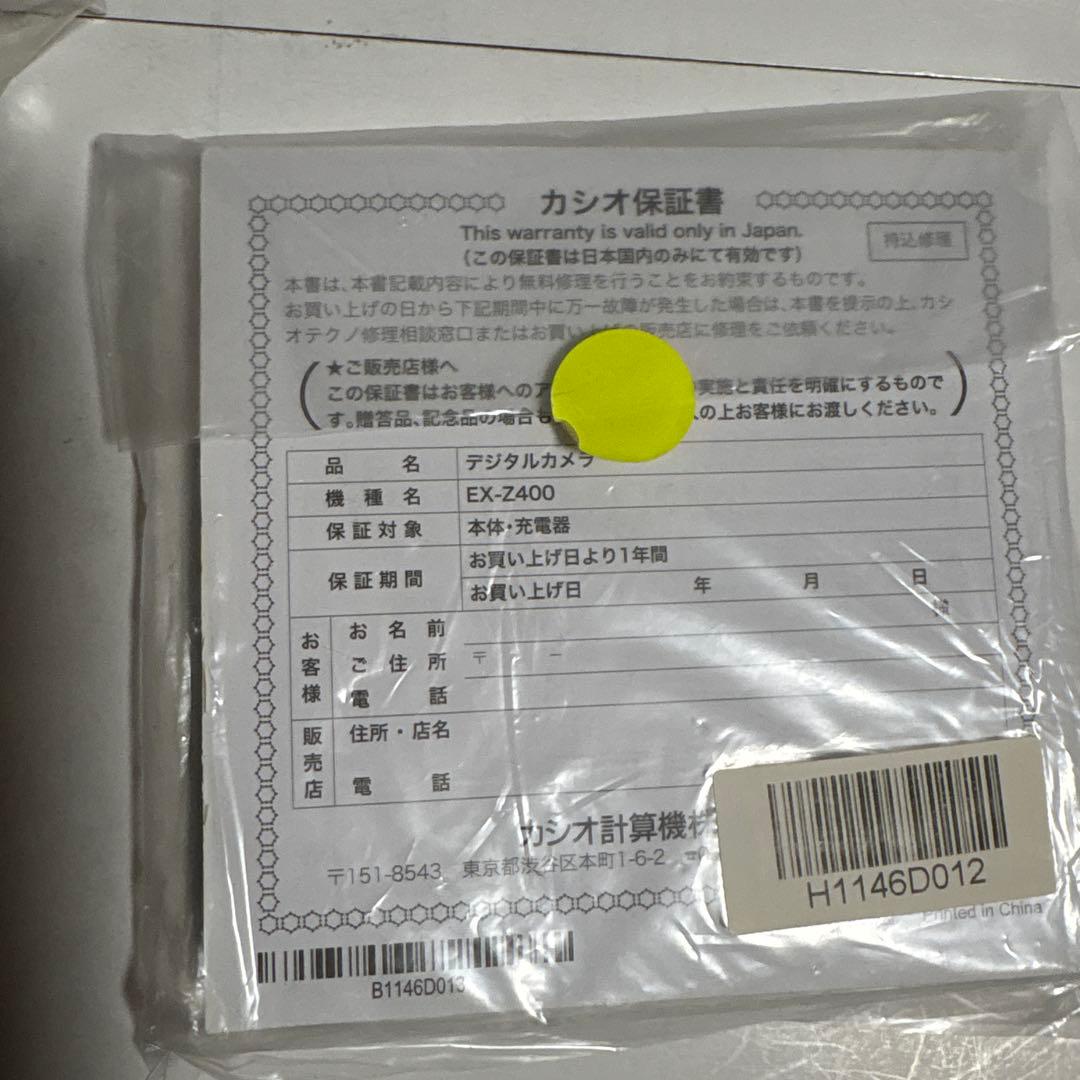 カシオ保証書
This warranty is valid only in Japan.
(この保証書は日本国内のみにて有効です)
持込修理
本書は、本書記載内容により無料修理を行うことをお約束するものです。
お買い上げの日から下記期間中に万一故障が発生した場合は、本書を提示の上、カシ
オテクノ修理相談窓口またはお買い上げの販売店に修理をご依頼ください。
★ご販売店様へ
この保証書はお客様へのア 実施と責任を明確にするもので
す。贈答品、記念品の場合も の上お客様にお渡しください。
品名 デジタルカメラ
機種名 EX-Z400
保証対象 本体・充電器
保証期間 お買い上げ日より1年間
お買い上げ日 年 月 日
お客様 お名前 様
ご住所 〒 －
電話
販売店 住所・店名
電話
カシオ計算機株
〒151-8543 東京都渋谷区本町1-6-2
H1146D012
Printed in China
B1146D013